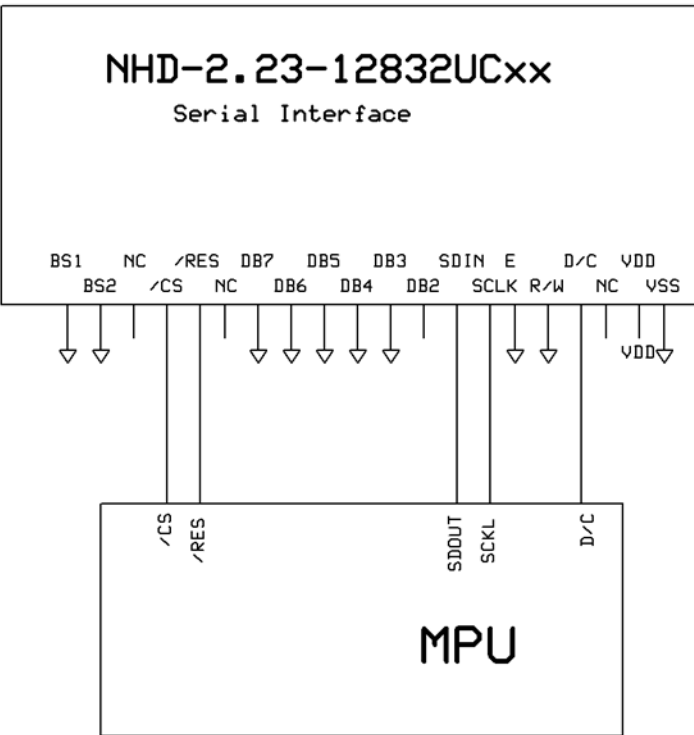 NHD-2.23-12832UCxx
Serial Interface
BS1 NC /RES DB7 DB5 DB3 SDIN E D/C VDD
BS2 /CS NC DB6 DB4 DB2 SCLK R/W NC VSS
VDD
/CS /RES SDOUT SCKL D/C
MPU